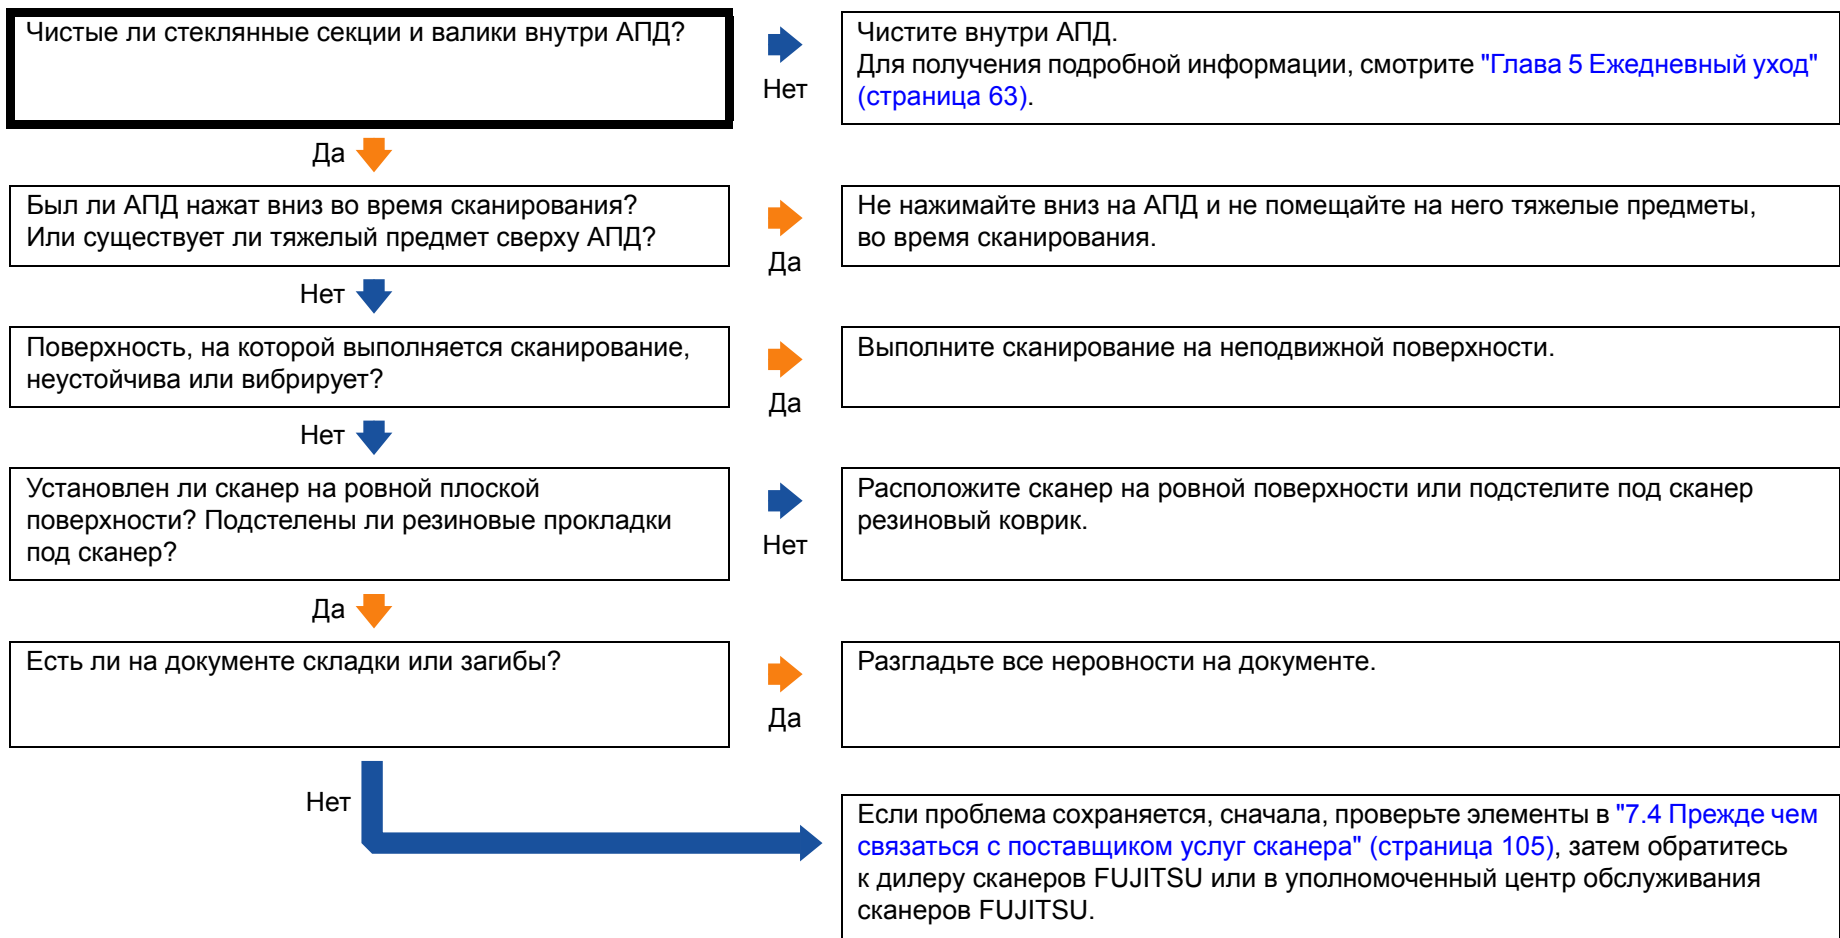 Чистые ли стеклянные секции и валики внутри АПД?
Нет
Чистите внутри АПД.
Для получения подробной информации, смотрите "Глава 5 Ежедневный уход"
(страница 63).
Да
Был ли АПД нажат вниз во время сканирования?
Или существует ли тяжелый предмет сверху АПД?
Да
Не нажимайте вниз на АПД и не помещайте на него тяжелые предметы,
во время сканирования.
Нет
Поверхность, на которой выполняется сканирование,
неустойчива или вибрирует?
Да
Выполните сканирование на неподвижной поверхности.
Нет
Установлен ли сканер на ровной плоской
поверхности? Подстелены ли резиновые прокладки
под сканер?
Нет
Расположите сканер на ровной поверхности или подстелите под сканер
резиновый коврик.
Да
Есть ли на документе складки или загибы?
Да
Разгладьте все неровности на документе.
Нет
Если проблема сохраняется, сначала, проверьте элементы в "7.4 Прежде чем
связаться с поставщиком услуг сканера" (страница 105), затем обратитесь
к дилеру сканеров FUJITSU или в уполномоченный центр обслуживания
сканеров FUJITSU.